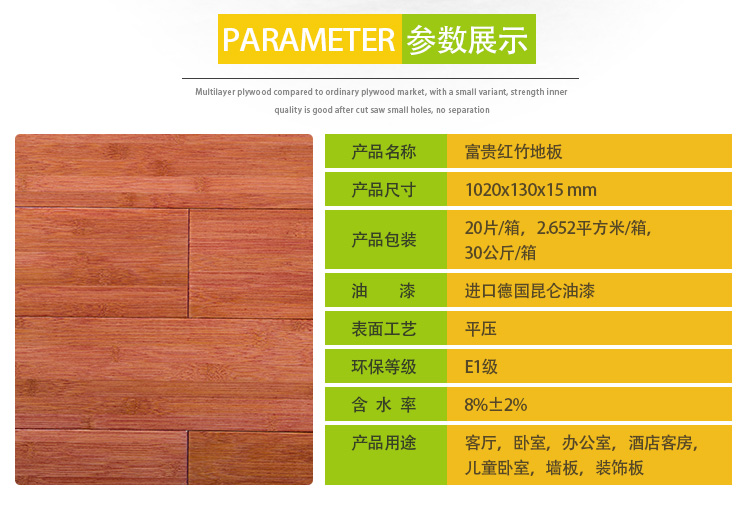 PARAMETER 参数展示
Multilayer plywood compared to ordinary plywood market, with a small variant, strength inner
quality is good after cut saw small holes, no separation
产品名称 富贵红竹地板
产品尺寸 1020x130x15 mm
产品包装 20片/箱，2.652平方米/箱,
30公斤/箱
油 漆 进口德国昆仑油漆
表面工艺 平压
环保等级 E1级
含 水 率 8%±2%
产品用途 客厅，卧室，办公室，酒店客房，
儿童卧室，墙板，装饰板